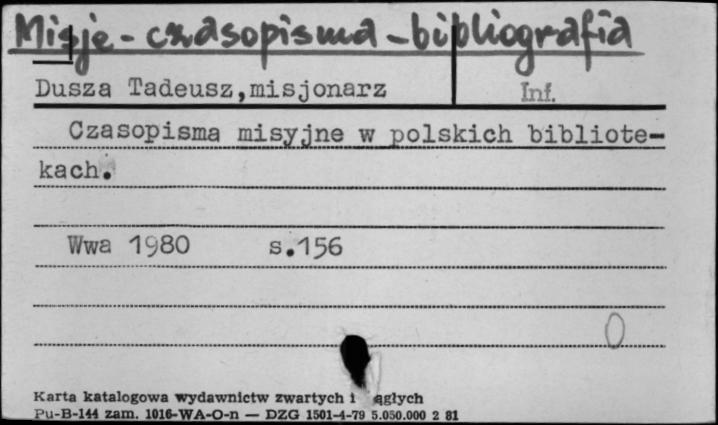 Misje - czasopisma - bibliografia
Dusza Tadeusz, misjonarz Inf.
Czasopisma misyjne w polskich bibliote-
kach.
Wwa 1980 s.156
Karta katalogowa wydawnictw zwartych i ągłych
Pu-B-144 zam. 1016-WA-O-n — DZG 1501-4-79 5.050.000 2 81